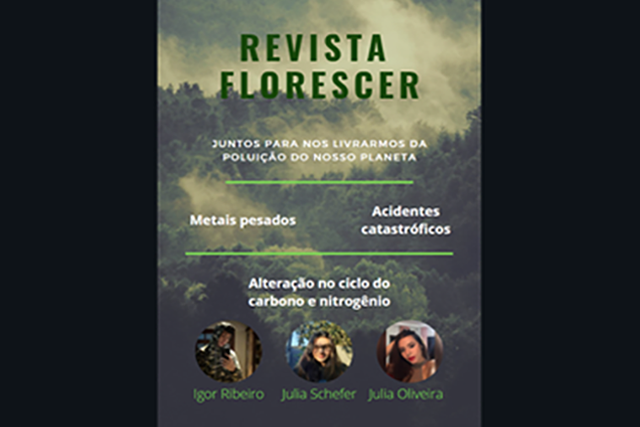 REVISTA
FLORESCER
JUNTOS PARA NOS LIVRARMOS DA
POLUIÇÃO DO NOSSO PLANETA
Metais pesados
Acidentes
catastróficos
Alteração no ciclo do
carbono e nitrogênio
Igor Ribeiro
Julia Schefer
Julia Oliveira